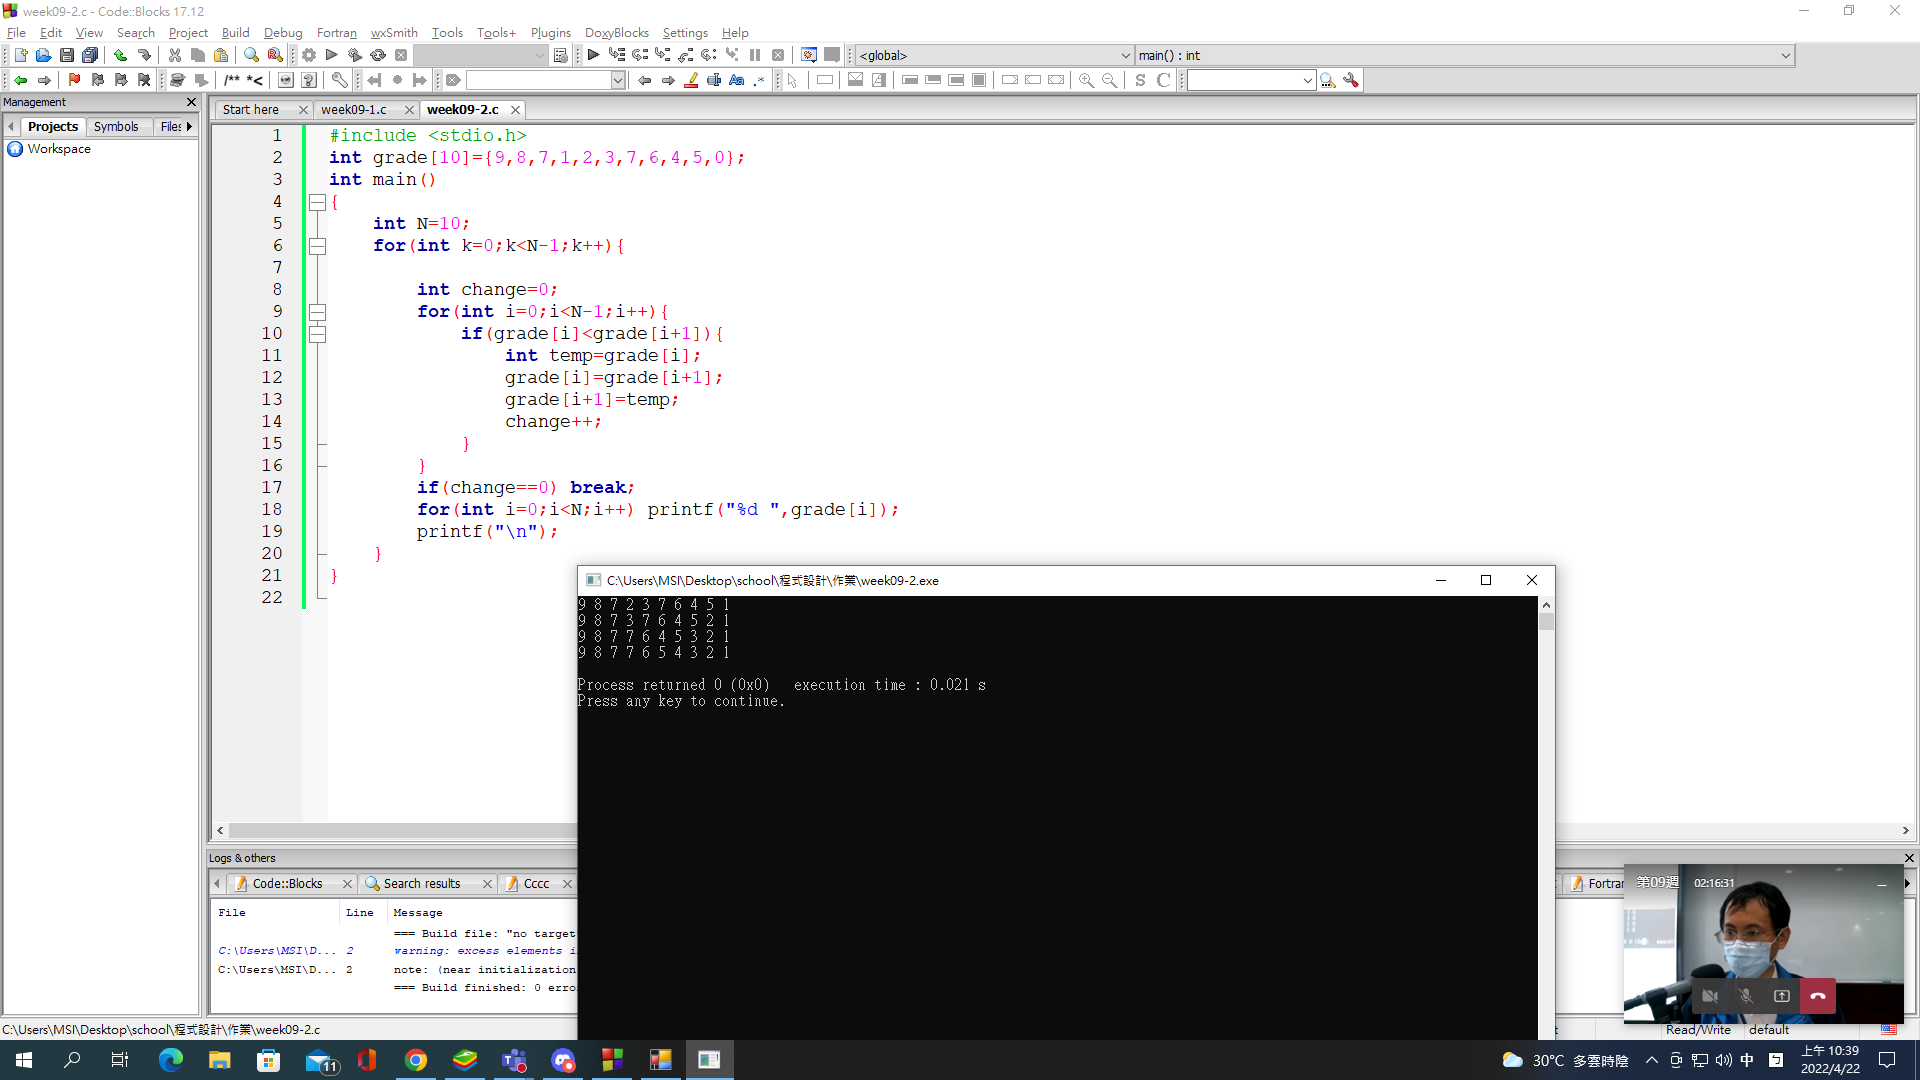 week09-2.c - Code::Blocks 17.12
File Edit View Search Project Build Debug Fortran wxSmith Tools Tools+ Plugins DoxyBlocks Settings Help
<global>
main() : int
/** *<
Aa .*
S C
Management
Projects Symbols Files
Workspace
Start here week09-1.c week09-2.c
1 #include <stdio.h>
2 int grade[10]={9,8,7,1,2,3,7,6,4,5,0};
3 int main()
4 {
5 int N=10;
6 for(int k=0;k<N-1;k++){
7
8 int change=0;
9 for(int i=0;i<N-1;i++){
10 if(grade[i]<grade[i+1]){
11 int temp=grade[i];
12 grade[i]=grade[i+1];
13 grade[i+1]=temp;
14 change++;
15 }
16 }
17 if(change==0) break;
18 for(int i=0;i<N;i++) printf("%d ",grade[i]);
19 printf("\n");
20 }
21 }
22
C:\Users\MSI\Desktop\school\程式設計\作業\week09-2.exe
9 8 7 2 3 7 6 4 5 1
9 8 7 3 7 6 4 5 2 1
9 8 7 7 6 4 5 3 2 1
9 8 7 7 6 5 4 3 2 1
Process returned 0 (0x0)   execution time : 0.021 s
Press any key to continue.
Logs & others
Code::Blocks Search results Cccc Fortran
File Line Message
=== Build file: "no target
C:\Users\MSI\D... 2 warning: excess elements i
C:\Users\MSI\D... 2 note: (near initialization
=== Build finished: 0 erro
第09週 02:16:31
C:\Users\MSI\Desktop\school\程式設計\作業\week09-2.c
Read/Write default
11
30°C 多雲時陰
中
上午 10:39
2022/4/22